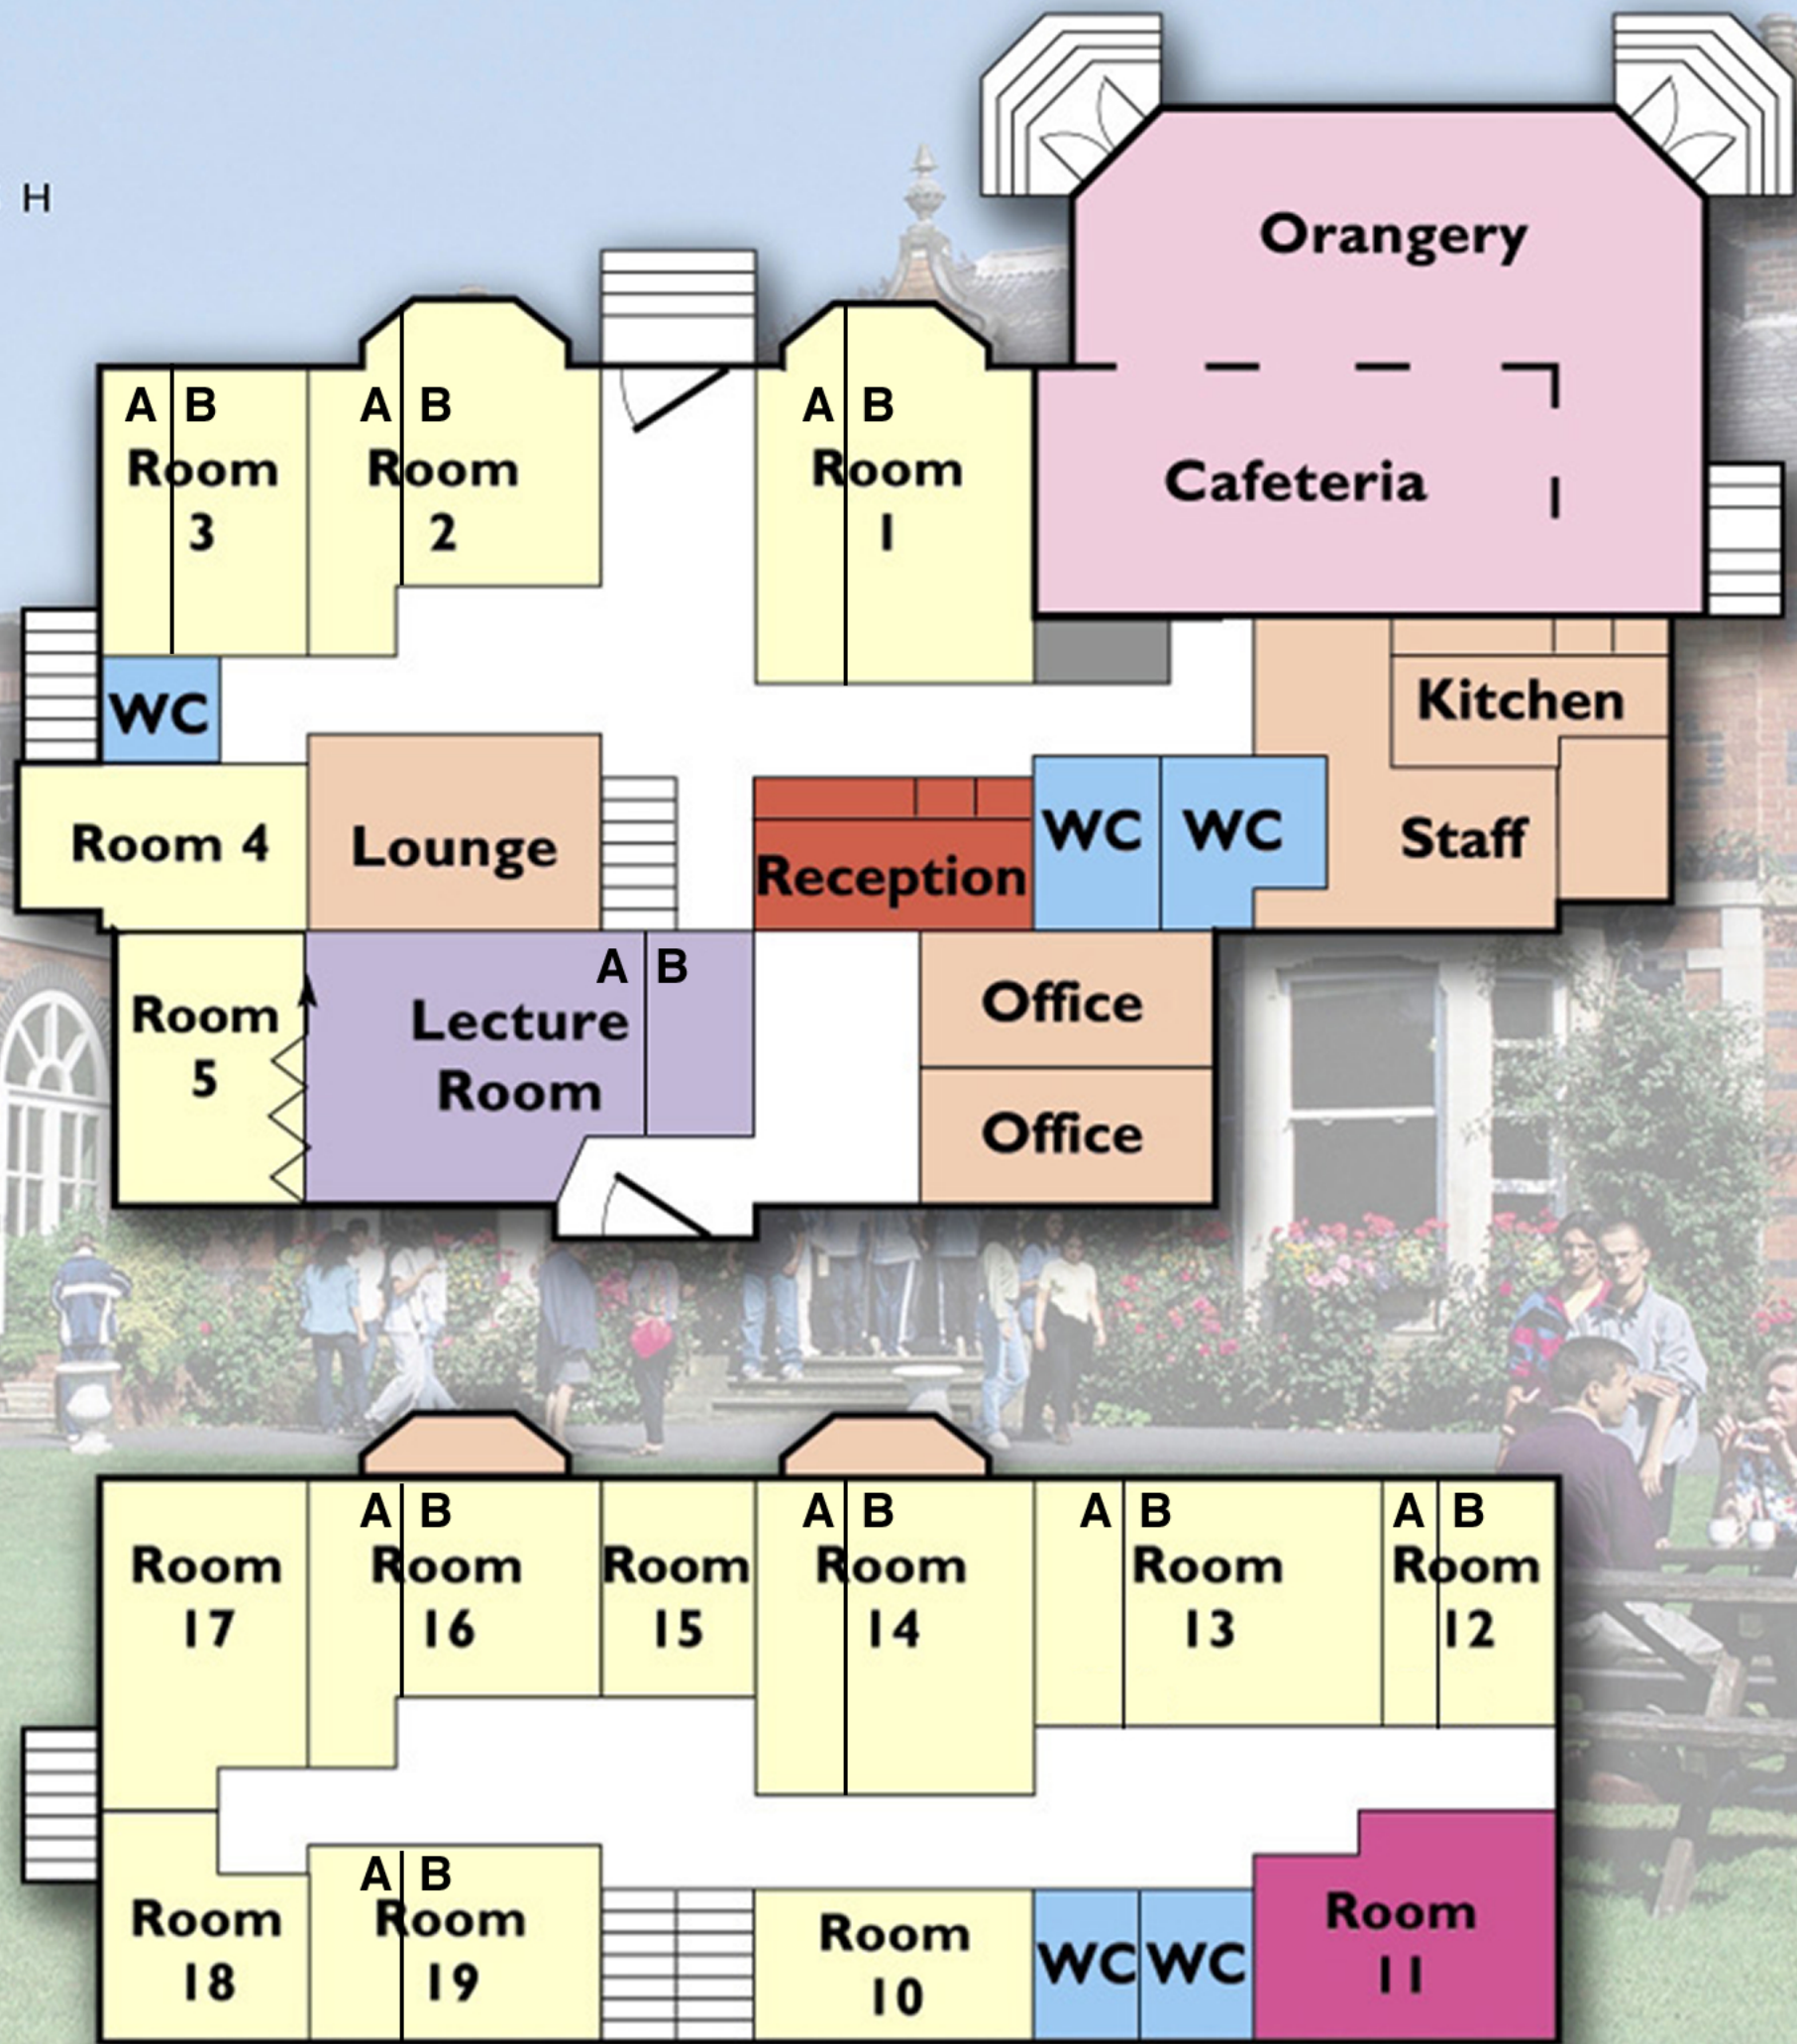 H
Orangery
A B
Room
3
A B
Room
2
A B
Room
1
Cafeteria
WC
Kitchen
Room 4
Lounge
Reception
WC
WC
Staff
Room
5
A B
Lecture
Room
Office
Office
Room
17
A B
Room
16
Room
15
A B
Room
14
A B
Room
13
A B
Room
12
Room
18
A B
Room
19
Room
10
WC
WC
Room
11